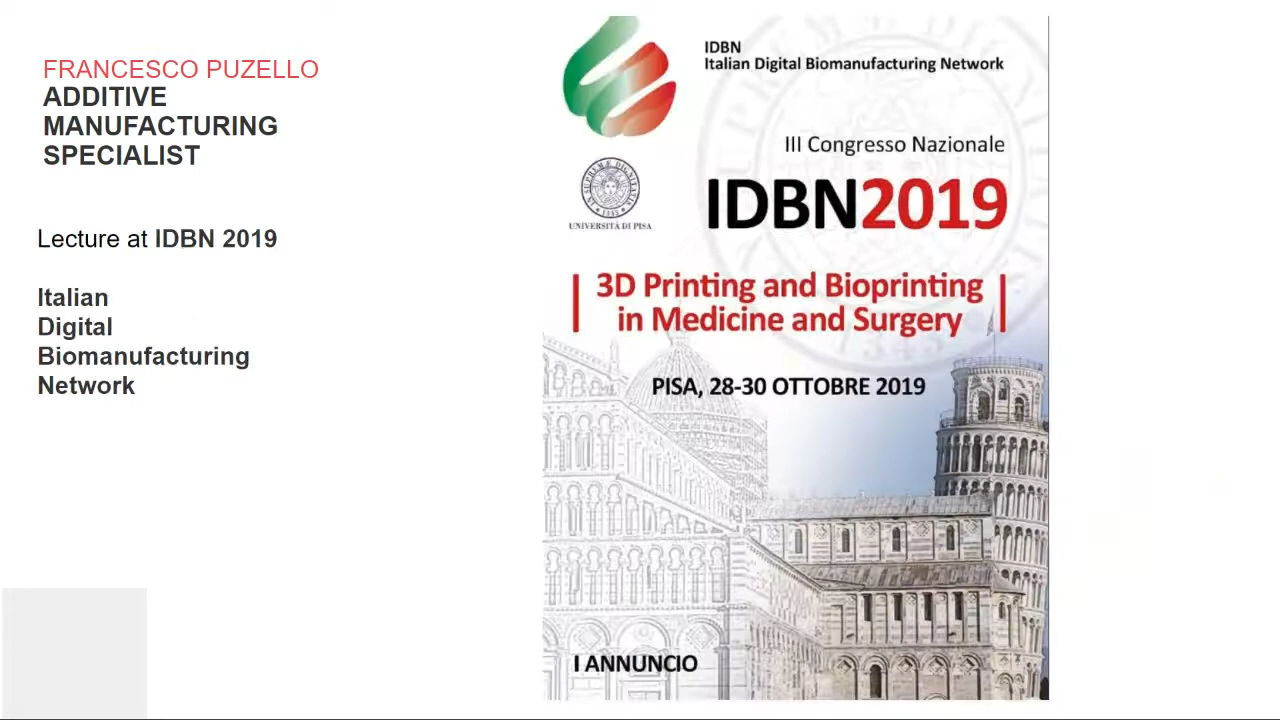 FRANCESCO PUZELLO
ADDITIVE
MANUFACTURING
SPECIALIST
Lecture at IDBN 2019
Italian
Digital
Biomanufacturing
Network
IDBN
Italian Digital Biomanufacturing Network
III Congresso Nazionale
IDBN2019
UNIVERSITÀ DI PISA
3D Printing and Bioprinting
in Medicine and Surgery
PISA, 28-30 OTTOBRE 2019
I ANNUNCIO